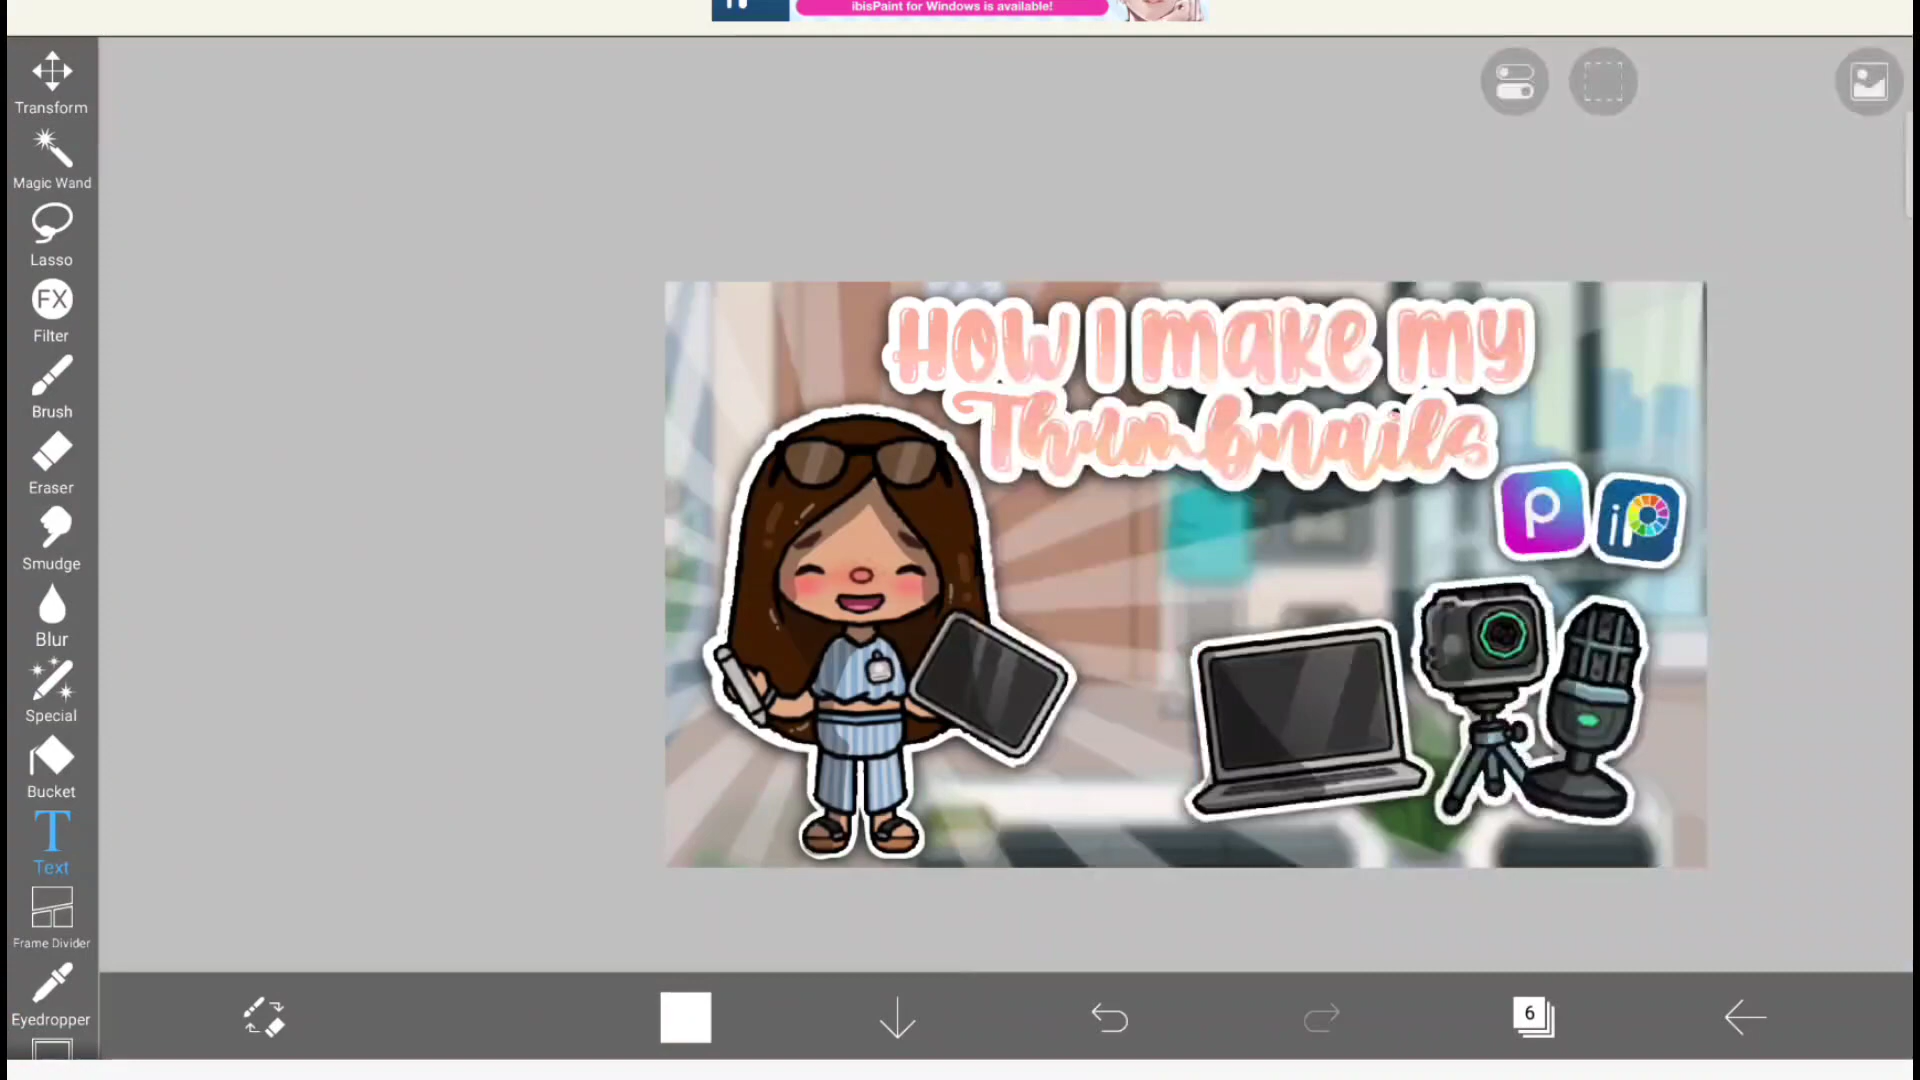 ibisPaint for Windows is available!
Transform
Magic Wand
Lasso
FX
Filter
Brush
Eraser
Smudge
Blur
Special
Bucket
T
Text
Frame Divider
Eyedropper
How I make my
Thumbnails
P
iP
6